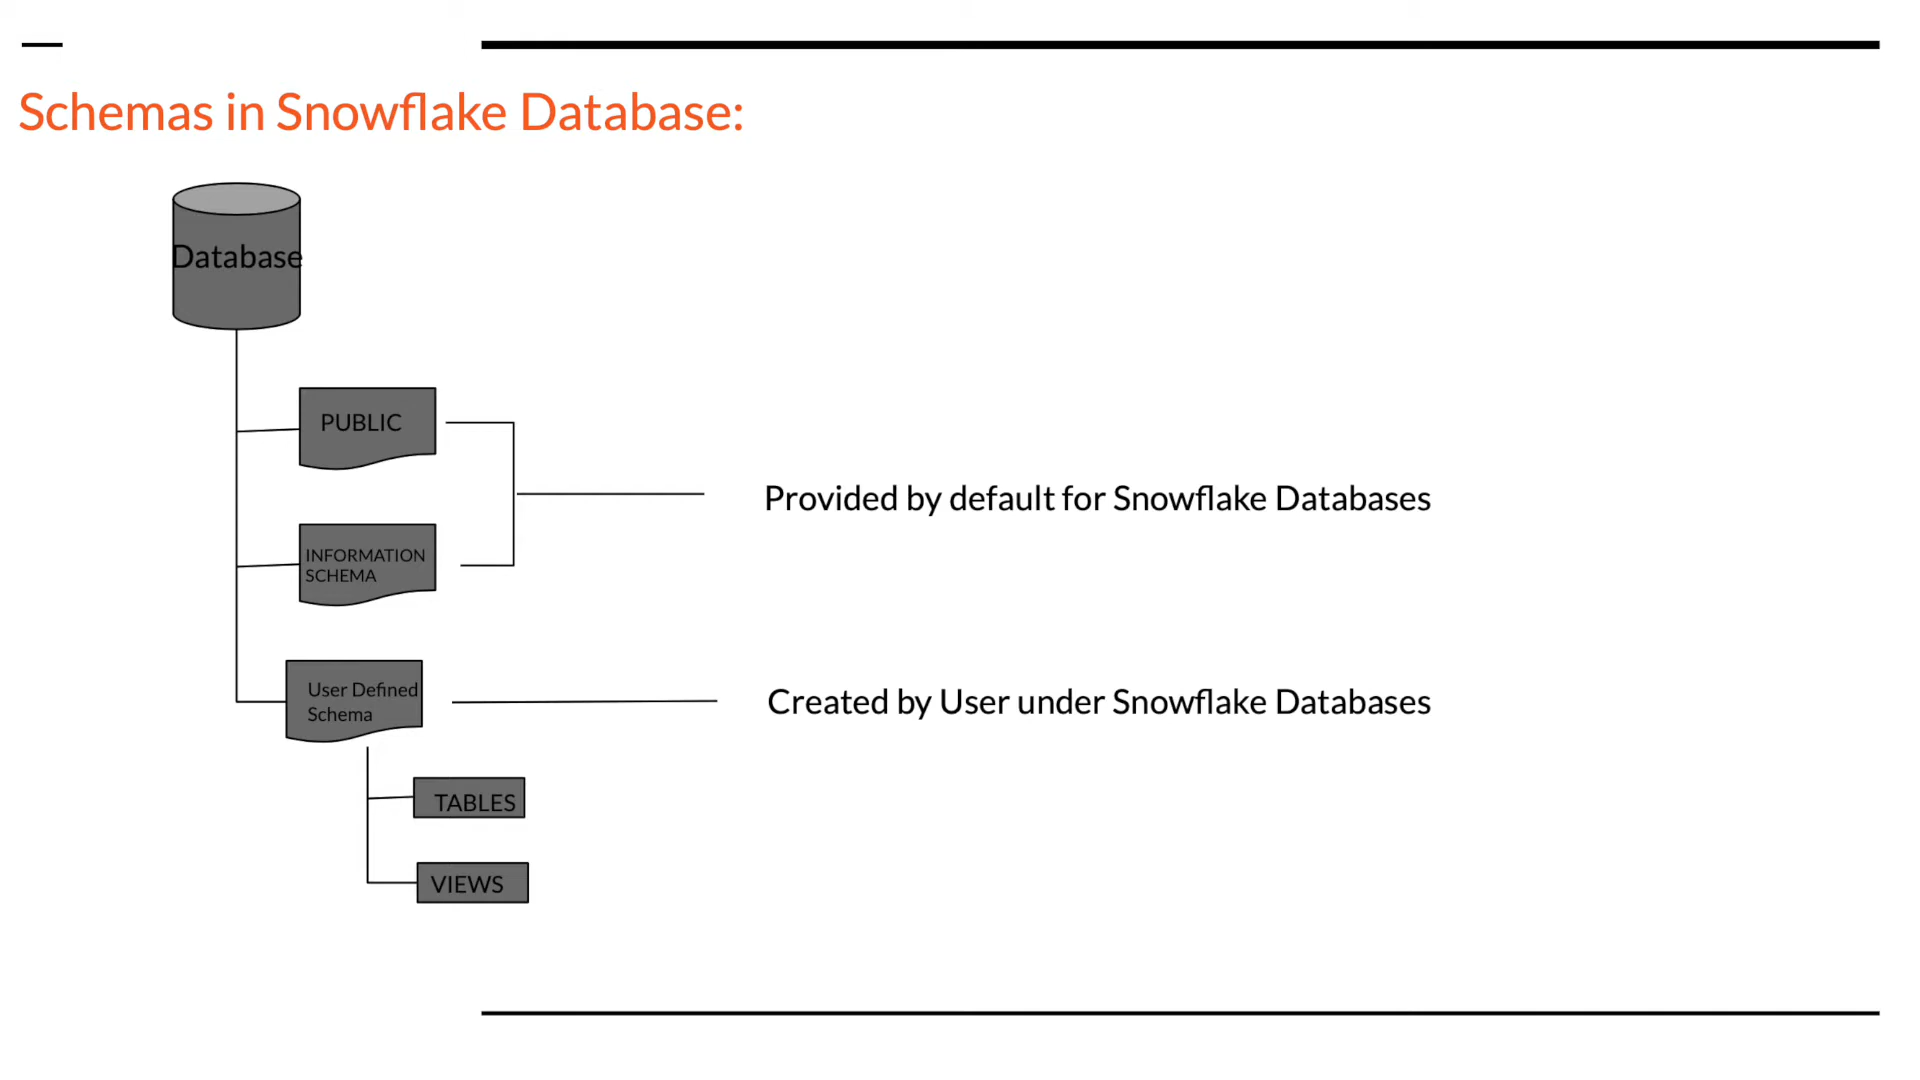 Schemas in Snowflake Database:
Database
PUBLIC
Provided by default for Snowflake Databases
INFORMATION
SCHEMA
User Defined
Schema
Created by User under Snowflake Databases
TABLES
VIEWS